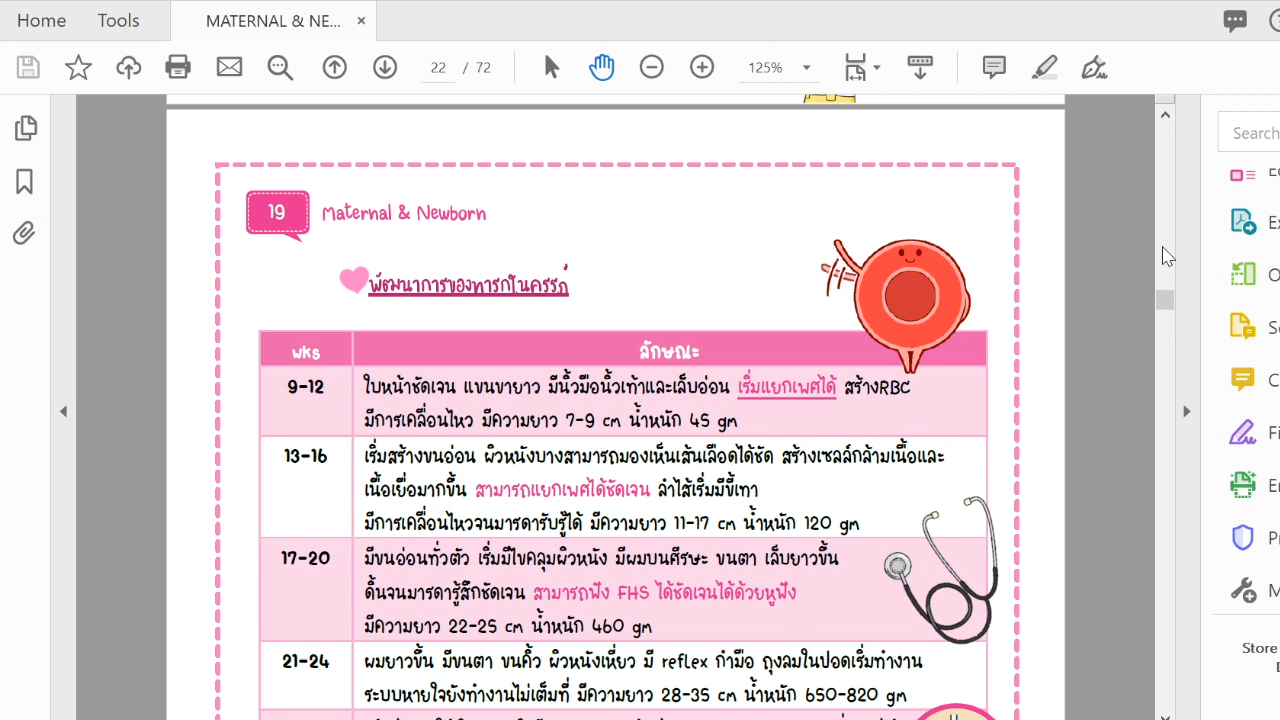 Home Tools MATERNAL & NE... ×
22 / 72 125%
Search
19 Maternal & Newborn
พัฒนาการของทารกในครรภ์
wks ลักษณะ
9-12 ใบหน้าชัดเจน แขนขายาว มีนิ้วมือนิ้วเท้าและเล็บอ่อน เริ่มแยกเพศได้ สร้างRBC
มีการเคลื่อนไหว มีความยาว 7-9 cm น้ำหนัก 45 gm
13-16 เริ่มสร้างขนอ่อน ผิวหนังบางสามารถมองเห็นเส้นเลือดได้ชัด สร้างเซลล์กล้ามเนื้อและ
เนื้อเยื่อมากขึ้น สามารถแยกเพศได้ชัดเจน ลำไส้เริ่มมีขี้เทา
มีการเคลื่อนไหวจนมารดารับรู้ได้ มีความยาว 11-17 cm น้ำหนัก 120 gm
17-20 มีขนอ่อนทั่วตัว เริ่มมีไขคลุมผิวหนัง มีผมบนศีรษะ ขนตา เล็บยาวขึ้น
ดิ้นจนมารดารู้สึกชัดเจน สามารถฟัง FHS ได้ชัดเจนได้ด้วยหูฟัง
มีความยาว 22-25 cm น้ำหนัก 460 gm
21-24 ผมยาวขึ้น มีขนตา ขนคิ้ว ผิวหนังเหี่ยว มี reflex กำมือ ถุงลมในปอดเริ่มทำงาน
ระบบหายใจยังทำงานไม่เต็มที่ มีความยาว 28-35 cm น้ำหนัก 650-820 gm
Store